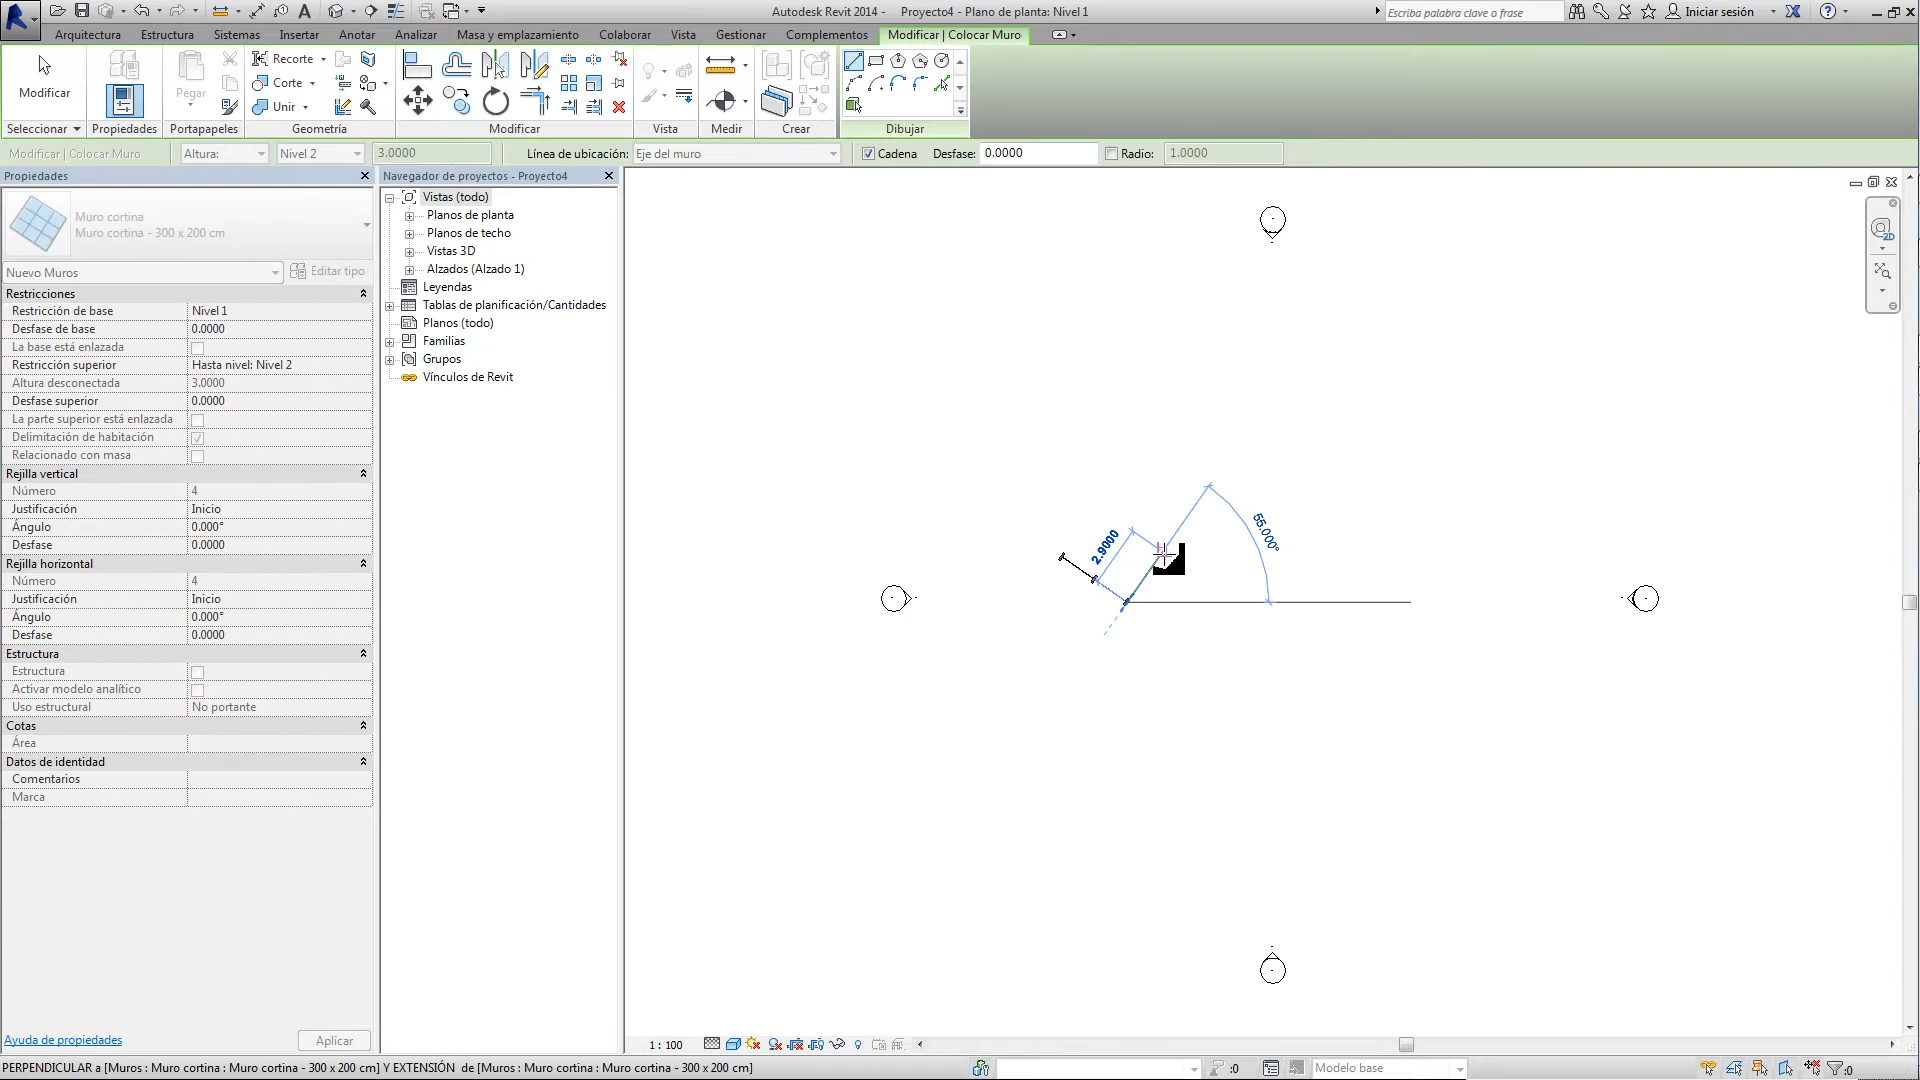 Autodesk Revit 2014 - Proyecto4 - Plano de planta: Nivel 1
Escriba palabra clave o frase
Iniciar sesión
Arquitectura Estructura Sistemas Insertar Anotar Analizar Masa y emplazamiento Colaborar Vista Gestionar Complementos Modificar | Colocar Muro
Modificar
Pegar
Recorte
Corte
Unir
Seleccionar Propiedades Portapapeles Geometría Modificar Vista Medir Crear Dibujar
Modificar | Colocar Muro Altura: Nivel 2 3.0000 Línea de ubicación: Eje del muro Cadena Desfase: 0.0000 Radio: 1.0000
Propiedades
Muro cortina
Muro cortina - 300 x 200 cm
Nuevo Muros Editar tipo
Restricciones
Restricción de base Nivel 1
Desfase de base 0.0000
La base está enlazada
Restricción superior Hasta nivel: Nivel 2
Altura desconectada 3.0000
Desfase superior 0.0000
La parte superior está enlazada
Delimitación de habitación
Relacionado con masa
Rejilla vertical
Número 4
Justificación Inicio
Ángulo 0.000°
Desfase 0.0000
Rejilla horizontal
Número 4
Justificación Inicio
Ángulo 0.000°
Desfase 0.0000
Estructura
Estructura
Activar modelo analítico
Uso estructural No portante
Cotas
Área
Datos de identidad
Comentarios
Marca
Ayuda de propiedades Aplicar
Navegador de proyectos - Proyecto4
Vistas (todo)
Planos de planta
Planos de techo
Vistas 3D
Alzados (Alzado 1)
Leyendas
Tablas de planificación/Cantidades
Planos (todo)
Familias
Grupos
Vínculos de Revit
2D
2.9000
55.000°
1 : 100
PERPENDICULAR a [Muros : Muro cortina : Muro cortina - 300 x 200 cm] Y EXTENSIÓN de [Muros : Muro cortina : Muro cortina - 300 x 200 cm]
:0
Modelo base
:0